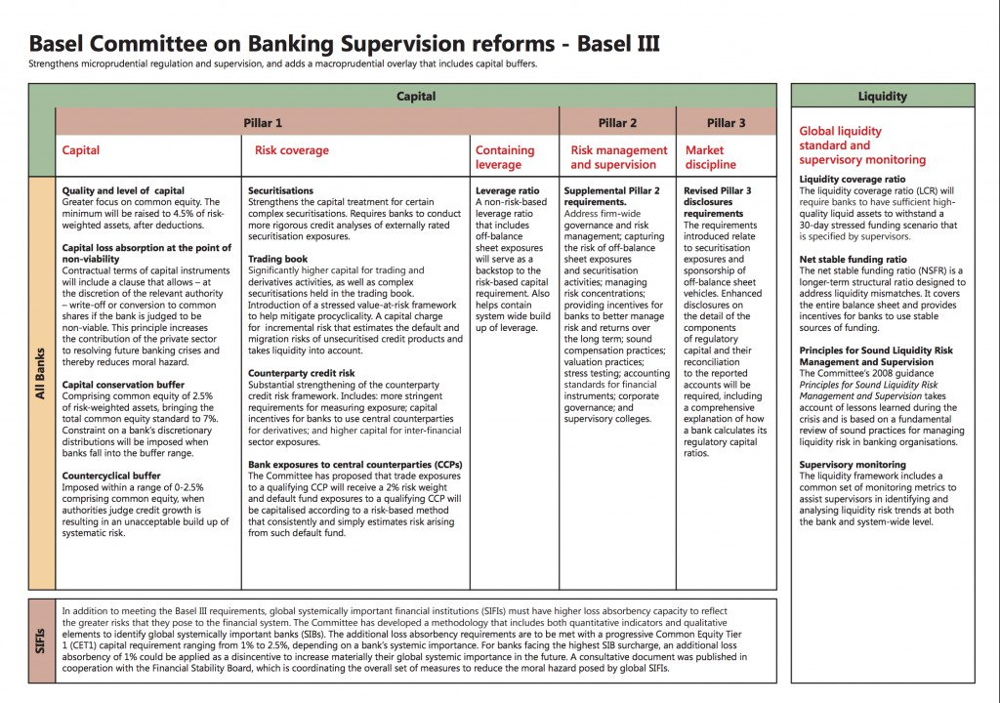 Basel Committee on Banking Supervision reforms - Basel III
Strengthens microprudential regulation and supervision, and adds a macroprudential overlay that includes capital buffers.
Capital
Pillar 1
Pillar 2
Pillar 3
Capital
Risk coverage
Containing
leverage
Risk management
and supervision
Market
discipline
All Banks
Quality and level of capital
Greater focus on common equity. The
minimum will be raised to 4.5% of risk-
weighted assets, after deductions.
Capital loss absorption at the point of
non-viability
Contractual terms of capital instruments
will include a clause that allows – at
the discretion of the relevant authority
– write-off or conversion to common
shares if the bank is judged to be
non-viable. This principle increases
the contribution of the private sector
to resolving future banking crises and
thereby reduces moral hazard.
Capital conservation buffer
Comprising common equity of 2.5%
of risk-weighted assets, bringing the
total common equity standard to 7%.
Constraint on a bank's discretionary
distributions will be imposed when
banks fall into the buffer range.
Countercyclical buffer
Imposed within a range of 0-2.5%
comprising common equity, when
authorities judge credit growth is
resulting in an unacceptable build up of
systematic risk.
Securitisations
Strengthens the capital treatment for certain
complex securitisations. Requires banks to conduct
more rigorous credit analyses of externally rated
securitisation exposures.
Trading book
Significantly higher capital for trading and
derivatives activities, as well as complex
securitisations held in the trading book.
Introduction of a stressed value-at-risk framework
to help mitigate procyclicality. A capital charge
for incremental risk that estimates the default and
migration risks of unsecuritised credit products and
takes liquidity into account.
Counterparty credit risk
Substantial strengthening of the counterparty
credit risk framework. Includes: more stringent
requirements for measuring exposure; capital
incentives for banks to use central counterparties
for derivatives; and higher capital for inter-financial
sector exposures.
Bank exposures to central counterparties (CCPs)
The Committee has proposed that trade exposures
to a qualifying CCP will receive a 2% risk weight
and default fund exposures to a qualifying CCP will
be capitalised according to a risk-based method
that consistently and simply estimates risk arising
from such default fund.
Leverage ratio
A non-risk-based
leverage ratio
that includes
off-balance
sheet exposures
will serve as a
backstop to the
risk-based capital
requirement. Also
helps contain
system wide build
up of leverage.
Supplemental Pillar 2
requirements.
Address firm-wide
governance and risk
management; capturing
the risk of off-balance
sheet exposures
and securitisation
activities; managing
risk concentrations;
providing incentives for
banks to better manage
risk and returns over
the long term; sound
compensation practices;
valuation practices;
stress testing; accounting
standards for financial
instruments; corporate
governance; and
supervisory colleges.
Revised Pillar 3
disclosures
requirements
The requirements
introduced relate
to securitisation
exposures and
sponsorship of
off-balance sheet
vehicles. Enhanced
disclosures on
the detail of the
components
of regulatory
capital and their
reconciliation
to the reported
accounts will be
required, including
a comprehensive
explanation of how
a bank calculates its
regulatory capital
ratios.
SIFIs
In addition to meeting the Basel III requirements, global systemically important financial institutions (SIFIs) must have higher loss absorbency capacity to reflect
the greater risks that they pose to the financial system. The Committee has developed a methodology that includes both quantitative indicators and qualitative
elements to identify global systemically important banks (SIBs). The additional loss absorbency requirements are to be met with a progressive Common Equity Tier
1 (CET1) capital requirement ranging from 1% to 2.5%, depending on a bank's systemic importance. For banks facing the highest SIB surcharge, an additional loss
absorbency of 1% could be applied as a disincentive to increase materially their global systemic importance in the future. A consultative document was published in
cooperation with the Financial Stability Board, which is coordinating the overall set of measures to reduce the moral hazard posed by global SIFIs.
Liquidity
Global liquidity
standard and
supervisory monitoring
Liquidity coverage ratio
The liquidity coverage ratio (LCR) will
require banks to have sufficient high-
quality liquid assets to withstand a
30-day stressed funding scenario that
is specified by supervisors.
Net stable funding ratio
The net stable funding ratio (NSFR) is a
longer-term structural ratio designed to
address liquidity mismatches. It covers
the entire balance sheet and provides
incentives for banks to use stable
sources of funding.
Principles for Sound Liquidity Risk
Management and Supervision
The Committee's 2008 guidance
Principles for Sound Liquidity Risk
Management and Supervision takes
account of lessons learned during the
crisis and is based on a fundamental
review of sound practices for managing
liquidity risk in banking organisations.
Supervisory monitoring
The liquidity framework includes a
common set of monitoring metrics to
assist supervisors in identifying and
analysing liquidity risk trends at both
the bank and system-wide level.